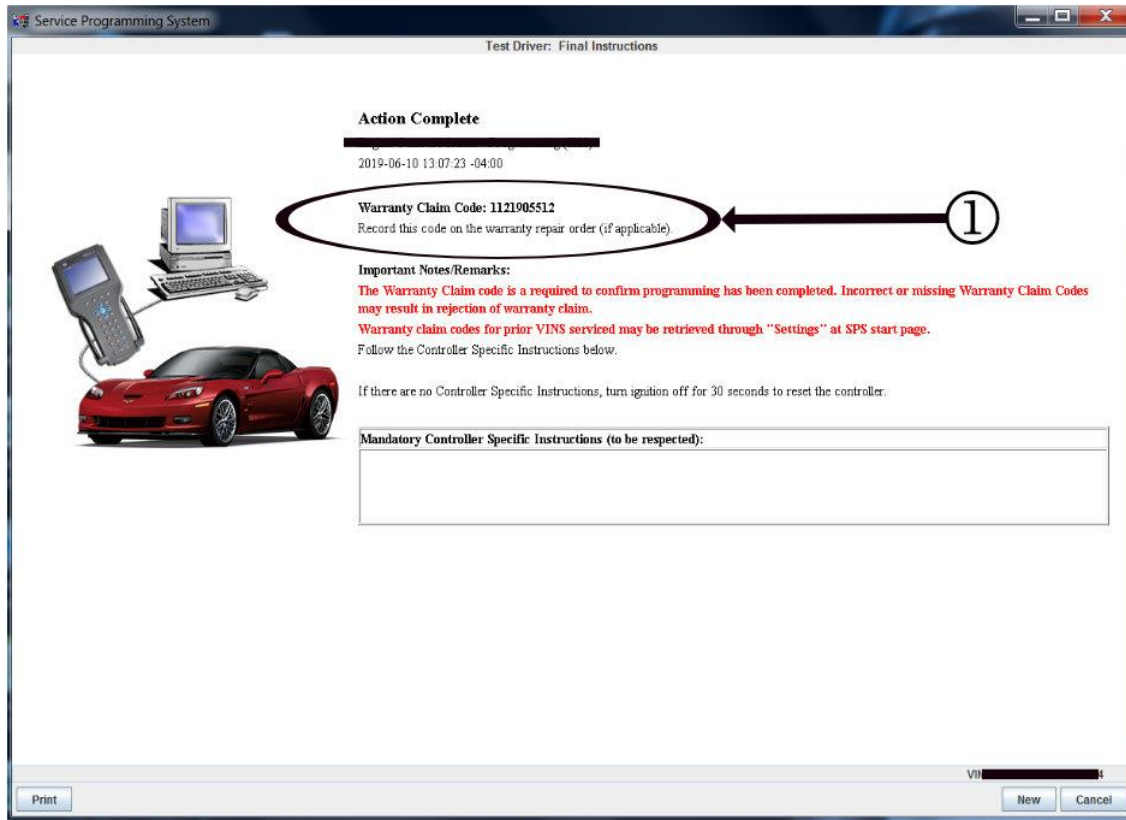 Service Programming System
Test Driver: Final Instructions
Action Complete
2019-06-10 13:07:23 -04:00
Warranty Claim Code: 1121905512
Record this code on the warranty repair order (if applicable).
①
Important Notes/Remarks:
The Warranty Claim code is a required to confirm programming has been completed. Incorrect or missing Warranty Claim Codes
may result in rejection of warranty claim.
Warranty claim codes for prior VINS serviced may be retrieved through "Settings" at SPS start page.
Follow the Controller Specific Instructions below.
If there are no Controller Specific Instructions, turn ignition off for 30 seconds to reset the controller.
Mandatory Controller Specific Instructions (to be respected):
VIN 4
Print
New
Cancel